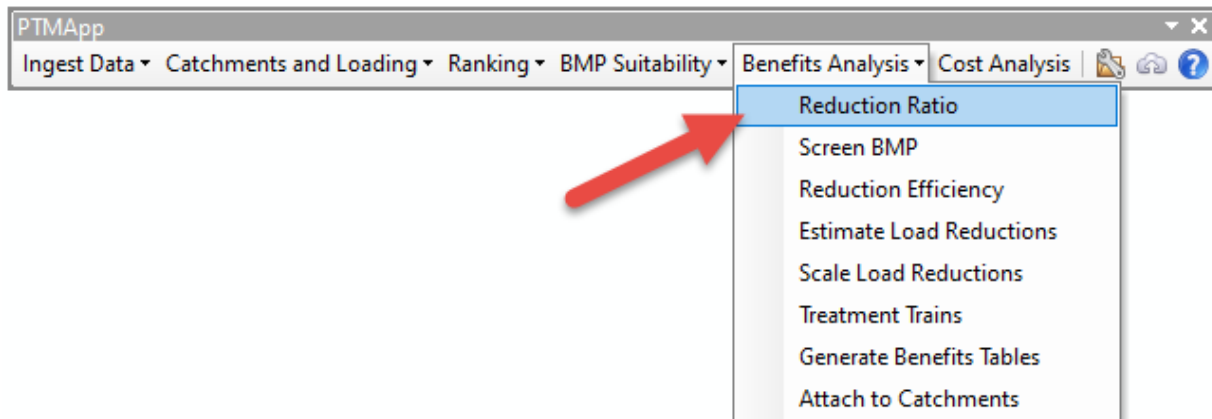 PTMApp
Ingest Data Catchments and Loading Ranking BMP Suitability Benefits Analysis Cost Analysis
Reduction Ratio
Screen BMP
Reduction Efficiency
Estimate Load Reductions
Scale Load Reductions
Treatment Trains
Generate Benefits Tables
Attach to Catchments